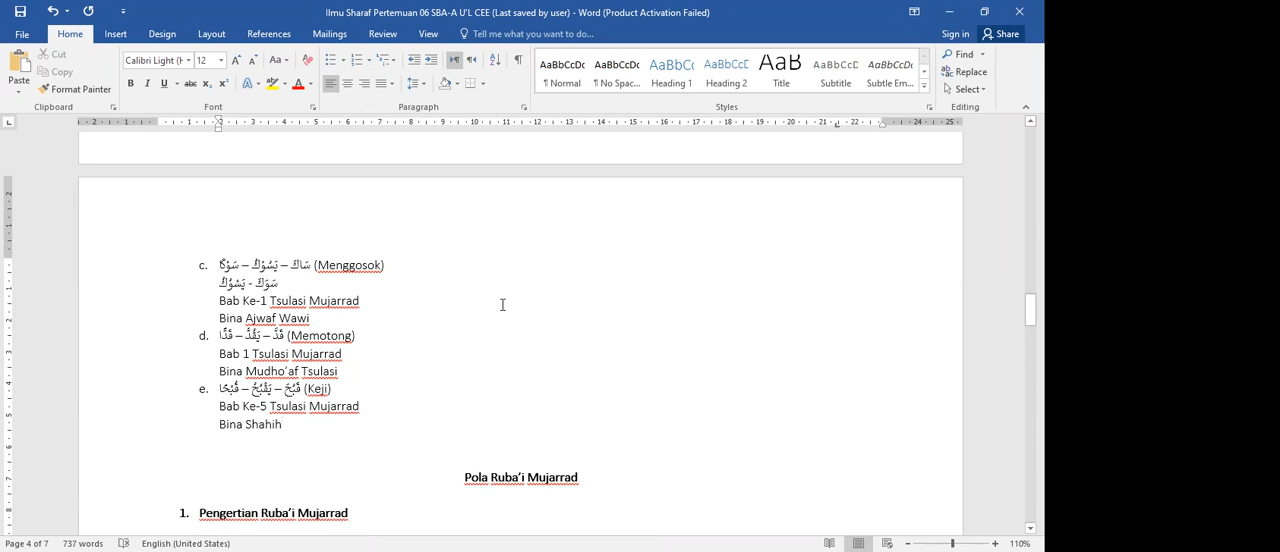 Ilmu Sharaf Pertemuan 06 SBA-A U'L CEE (Last saved by user) - Word (Product Activation Failed)
File Home Insert Design Layout References Mailings Review View Tell me what you want to do... Sign in Share
Paste Cut Copy Format Painter
Calibri Light (H 12
AaBbCcDc AaBbCcDc AaBbCc AaBbCcC AaB AaBbCcD AaBbCcDc
¶ Normal ¶ No Spac... Heading 1 Heading 2 Title Subtitle Subtle Em...
Find Replace Select
Clipboard Font Paragraph Styles Editing
c. سَاكَ – يَسُوْكُ – سَوْكًا (Menggosok)
سَوَكَ - يَسْوُكُ
Bab Ke-1 Tsulasi Mujarrad
Bina Ajwaf Wawi
d. قَدَّ – يَقُدُّ – قَدًّا (Memotong)
Bab 1 Tsulasi Mujarrad
Bina Mudho'af Tsulasi
e. قَبُحَ – يَقْبُحُ – قُبْحًا (Keji)
Bab Ke-5 Tsulasi Mujarrad
Bina Shahih
Pola Ruba'i Mujarrad
1. Pengertian Ruba'i Mujarrad
Page 4 of 7 737 words English (United States) 110%